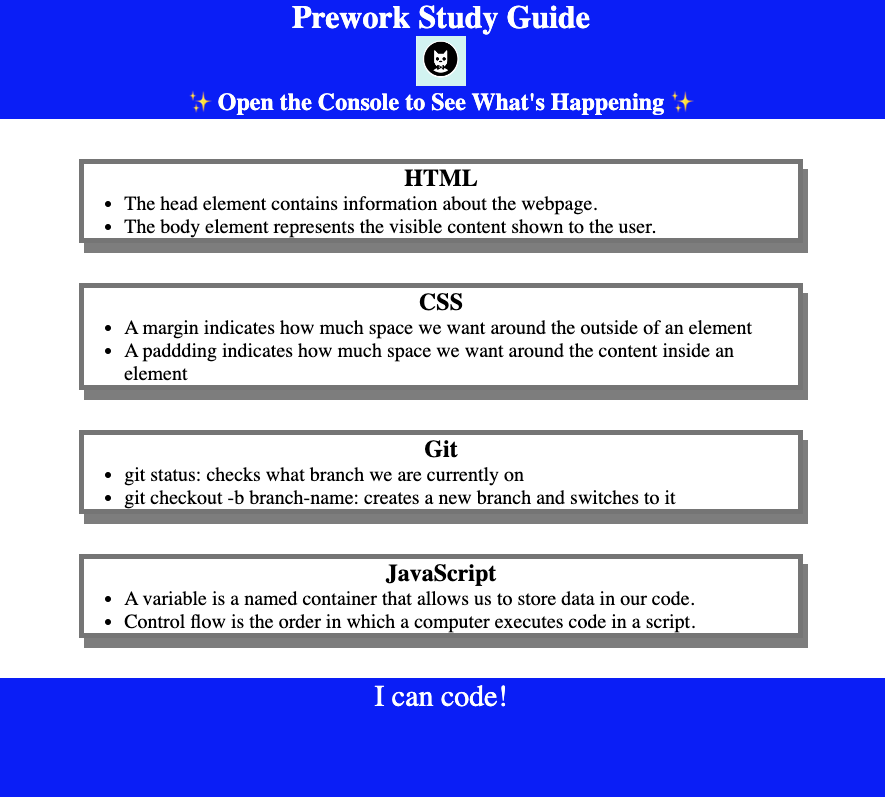 Prework Study Guide
✨ Open the Console to See What's Happening ✨
HTML
• The head element contains information about the webpage.
• The body element represents the visible content shown to the user.
CSS
• A margin indicates how much space we want around the outside of an element
• A paddding indicates how much space we want around the content inside an
element
Git
• git status: checks what branch we are currently on
• git checkout -b branch-name: creates a new branch and switches to it
JavaScript
• A variable is a named container that allows us to store data in our code.
• Control flow is the order in which a computer executes code in a script.
I can code!